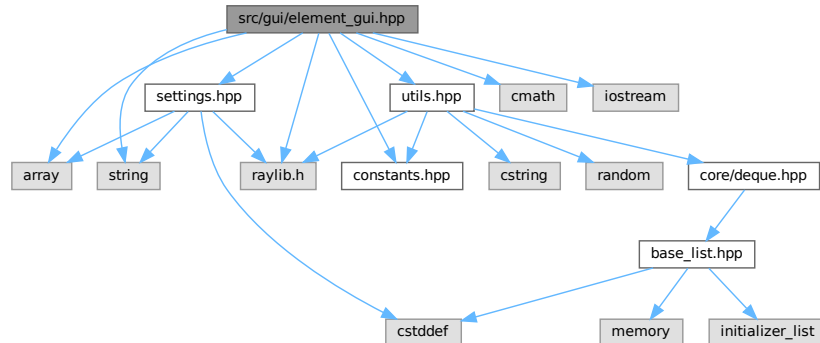 src/gui/element_gui.hpp
settings.hpp
utils.hpp
cmath
iostream
array
string
raylib.h
constants.hpp
cstring
random
core/deque.hpp
base_list.hpp
cstddef
memory
initializer_list